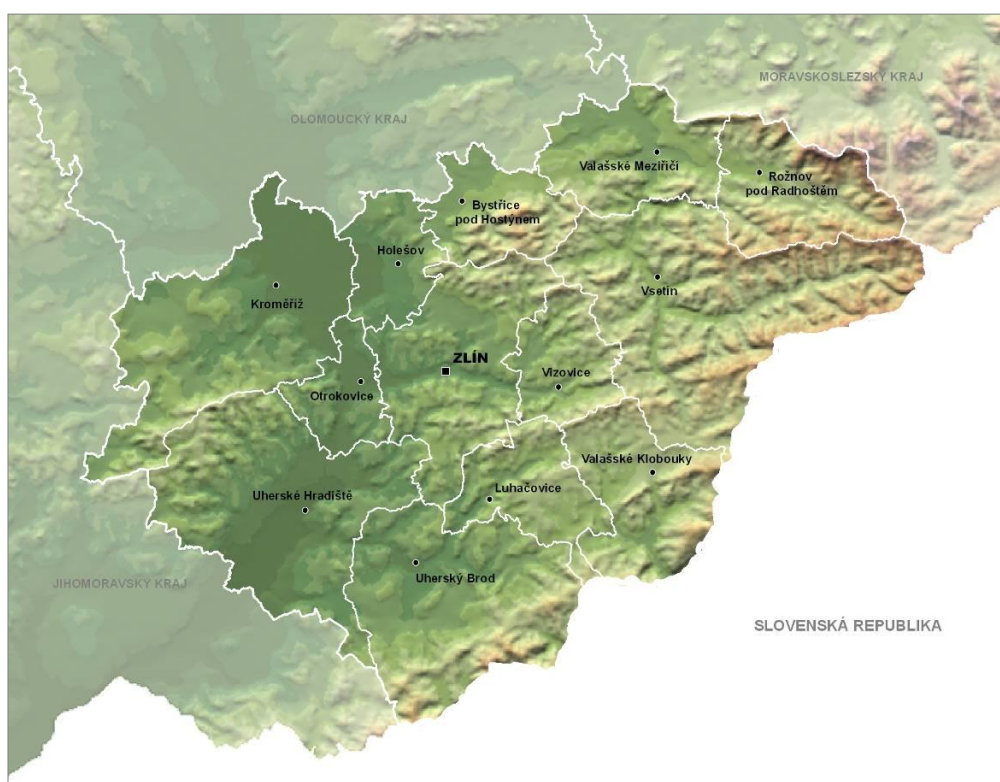 MORAVSKOSLEZSKÝ KRAJ
OLOMOUCKÝ KRAJ
Valašské Meziřiči
Rožnov
pod Radhoštěm
Bystřice
pod Hostýnem
Holešov
Vsetín
Kroměříž
ZLÍN
Vizovice
Otrokovice
Valašské Klobouky
Luhačovice
Uherské Hradiště
Uherský Brod
JIHOMORAVSKÝ KRAJ
SLOVENSKÁ REPUBLIKA